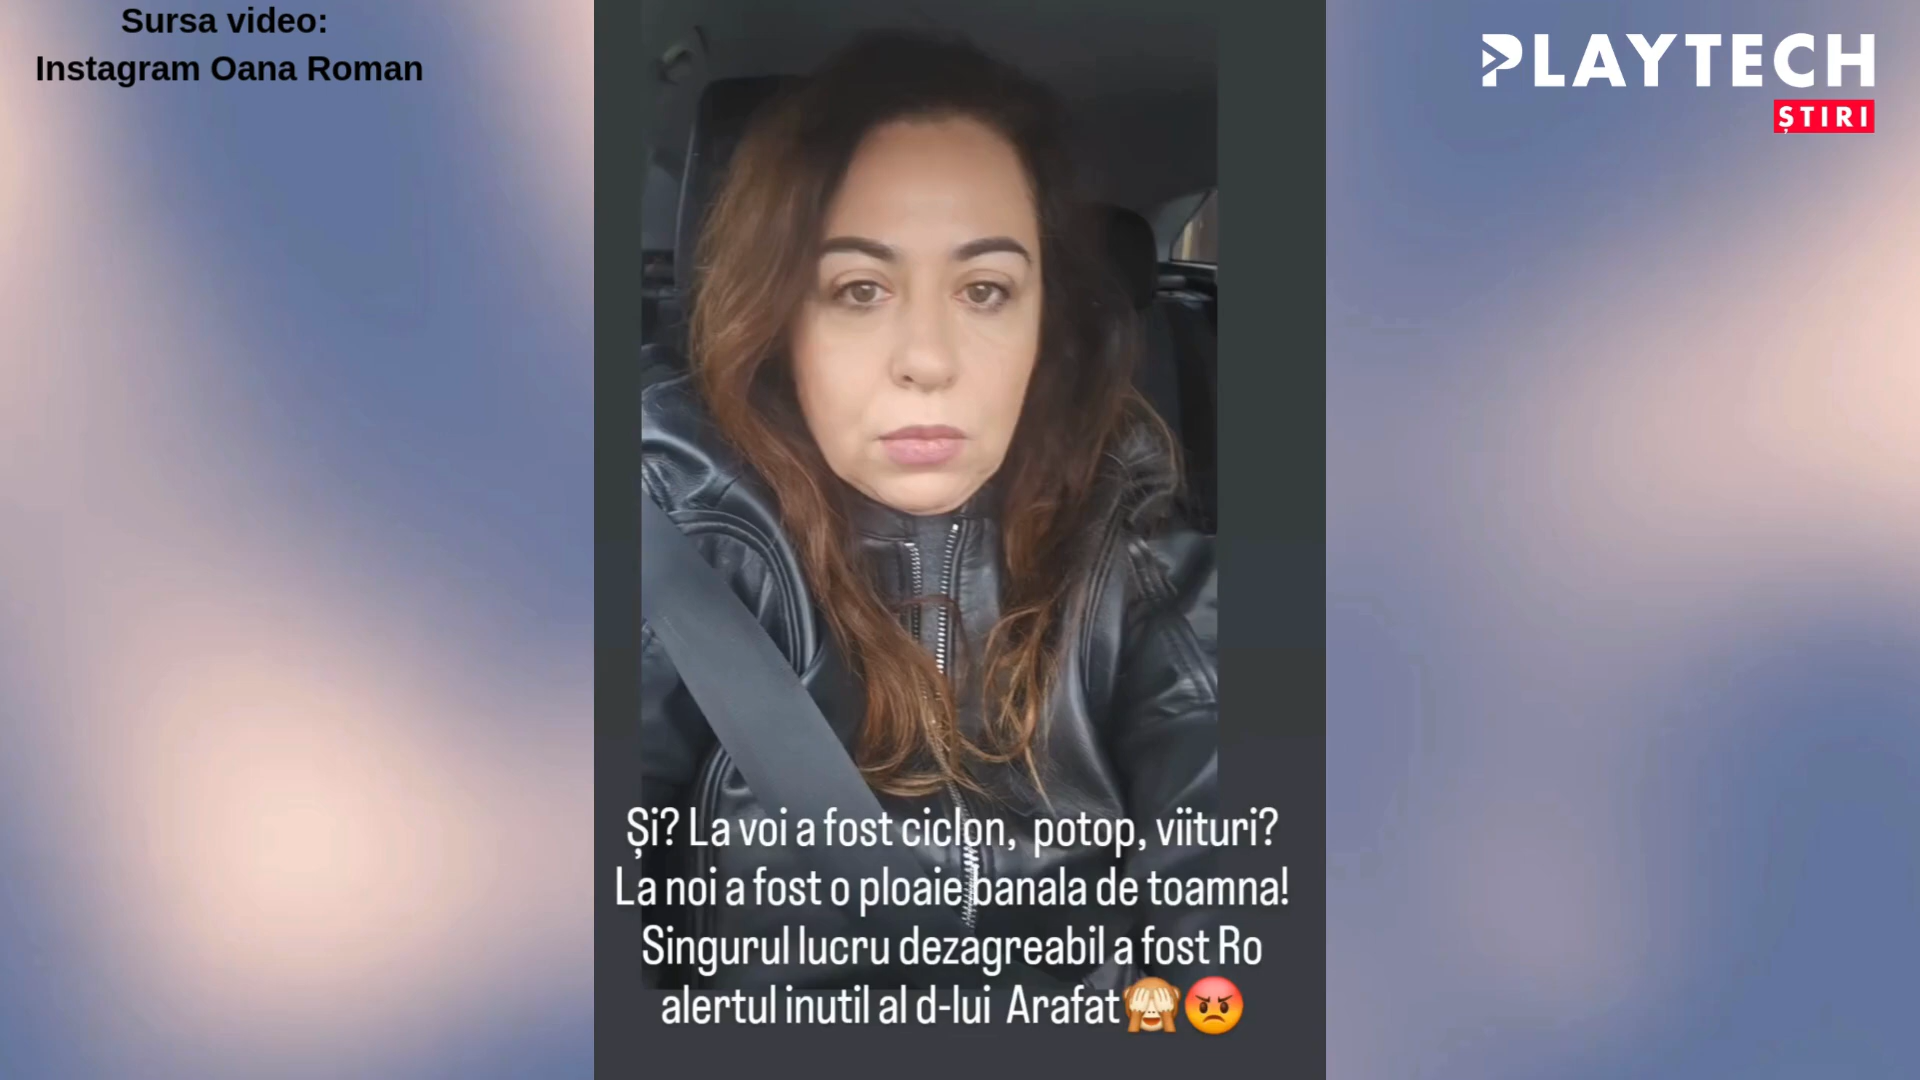 Sursa video:
Instagram Oana Roman
PLAYTECH
ȘTIRI
Și? La voi a fost ciclon, potop, viituri?
La noi a fost o ploaie banala de toamna!
Singurul lucru dezagreabil a fost Ro
alertul inutil al d-lui Arafat🙈😡